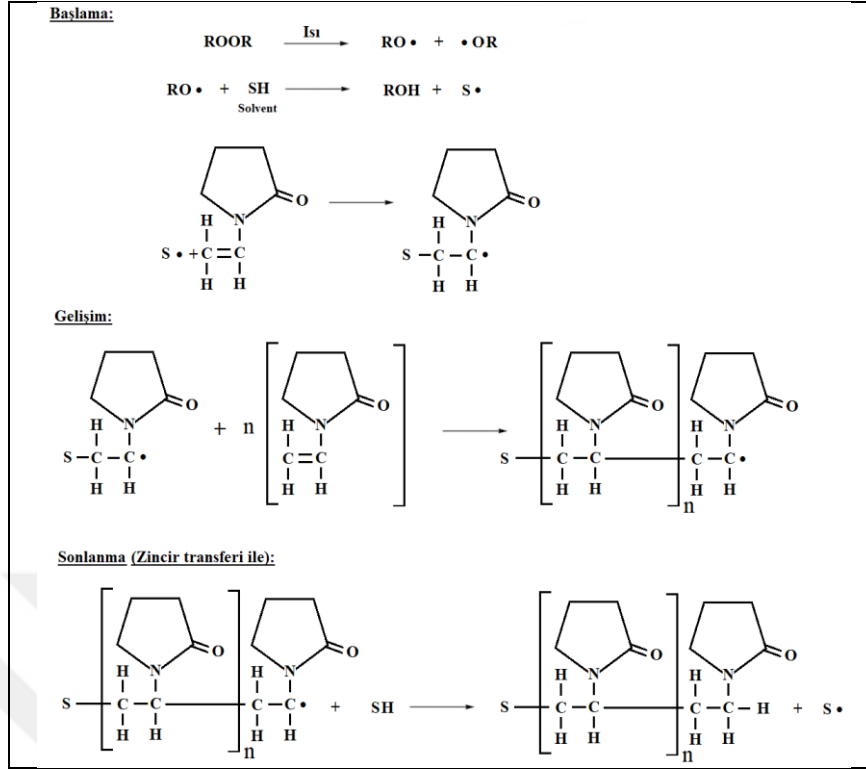 Başlama:
ROOR Isı RO • + • OR
RO • + SH ROH + S •
Solvent
O O
H N H N
S • + C = C S – C – C •
H H H H
Gelişim:
O O O O
H N H N H N H N
S – C – C • + n C = C S C – C C – C •
H H H H H H H H
n
Sonlanma (Zincir transferi ile):
O O O O
H N H N H N H N
S C – C C – C • + SH S C – C C – C – H + S •
H H H H H H H H
n n